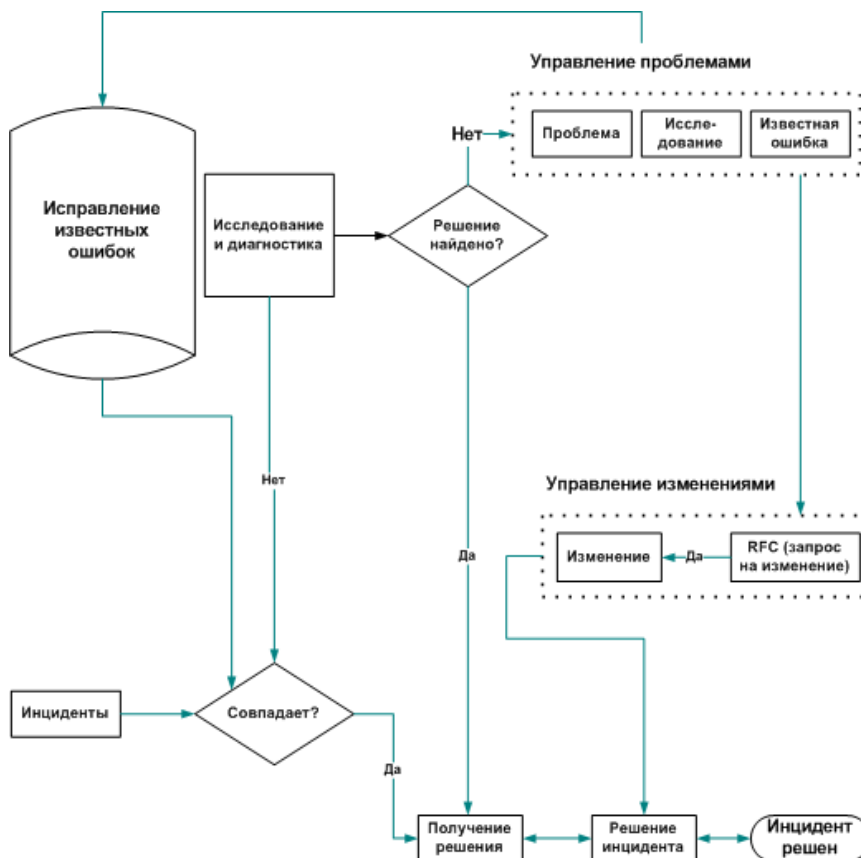 Управление проблемами
Нет
Проблема
Иссле-
дование
Известная
ошибка
Исправление
известных
ошибок
Исследование
и диагностика
Решение
найдено?
Нет
Управление изменениями
Да
Изменение
Да
RFC (запрос
на изменение)
Инциденты
Совпадает?
Да
Получение
решения
Решение
инцидента
Инцидент
решен